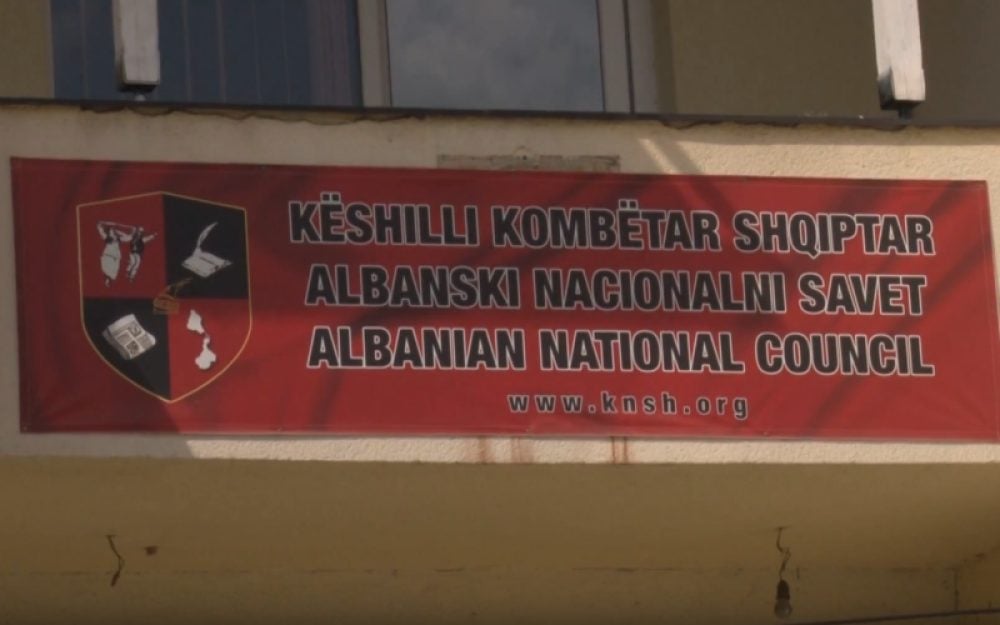 KËSHILLI KOMBËTAR SHQIPTAR
ALBANSKI NACIONALNI SAVET
ALBANIAN NATIONAL COUNCIL
www.knsh.org